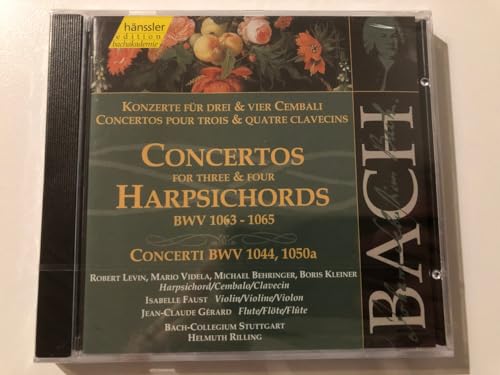 hänssler
edition
bachakademie
KONZERTE FÜR DREI & VIER CEMBALI
CONCERTOS POUR TROIS & QUATRE CLAVECINS
CONCERTOS
FOR THREE & FOUR
HARPSICHORDS
BWV 1063 - 1065
CONCERTI BWV 1044, 1050a
ROBERT LEVIN, MARIO VIDELA, MICHAEL BEHRINGER, BORIS KLEINER
Harpsichord/Cembalo/Clavecin
ISABELLE FAUST Violin/Violine/Violon
JEAN-CLAUDE GÉRARD Flute/Flöte/Flûte
BACH-COLLEGIUM STUTTGART
HELMUTH RILLING
BACH